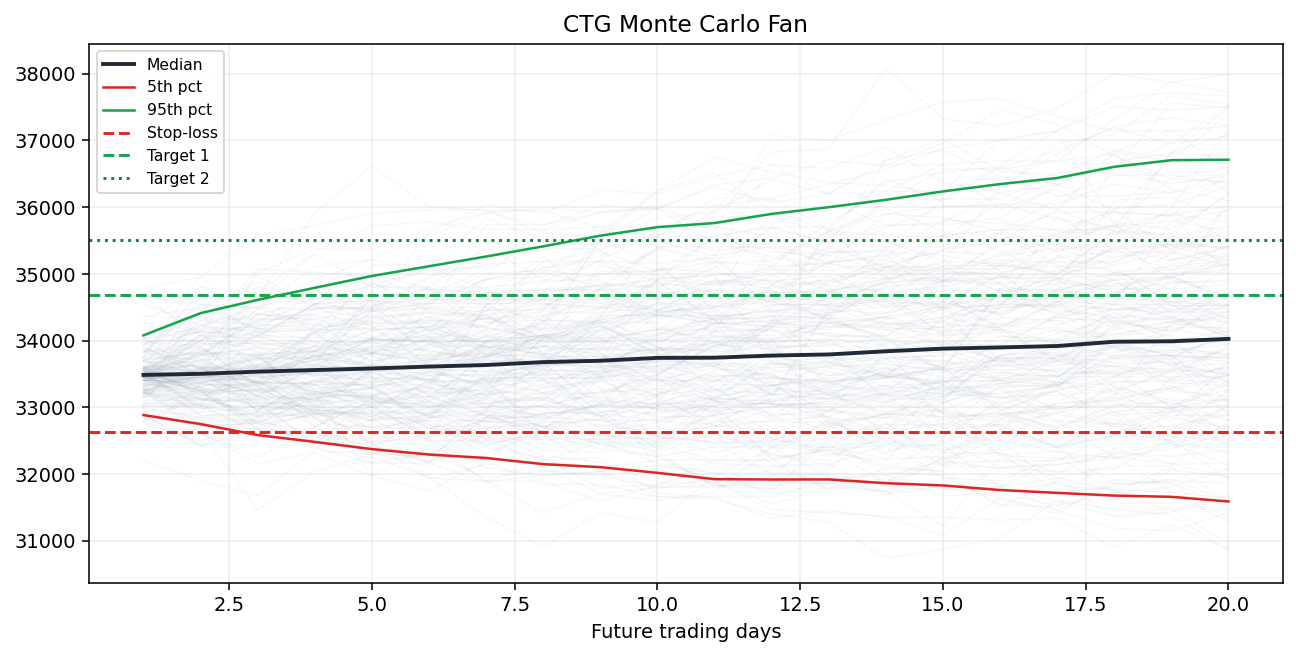 CTG Monte Carlo Fan
Median
5th pct
95th pct
Stop-loss
Target 1
Target 2
38000
37000
36000
35000
34000
33000
32000
31000
2.5 5.0 7.5 10.0 12.5 15.0 17.5 20.0
Future trading days